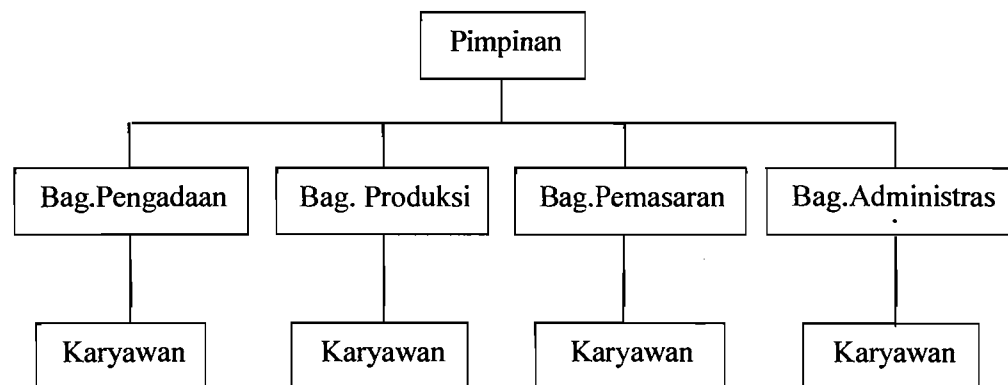 Pimpinan
Bag.Pengadaan
Bag. Produksi
Bag.Pemasaran
Bag.Administras
Karyawan
Karyawan
Karyawan
Karyawan